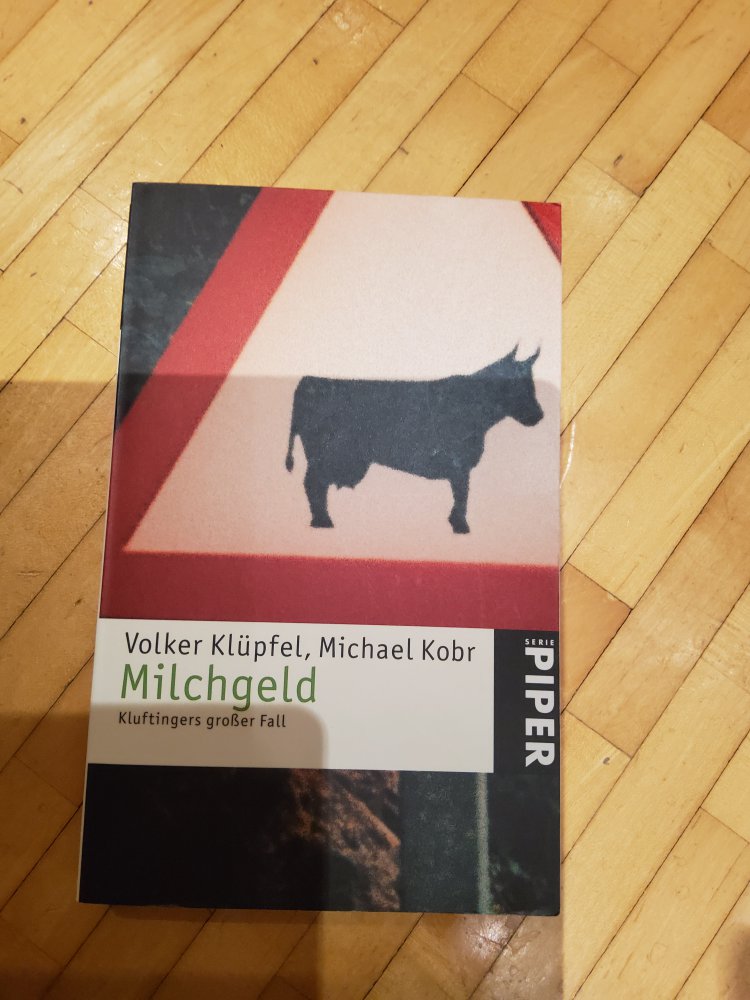 Volker Klüpfel, Michael Kobr
Milchgeld
Kluftingers großer Fall
SERIE
PIPER